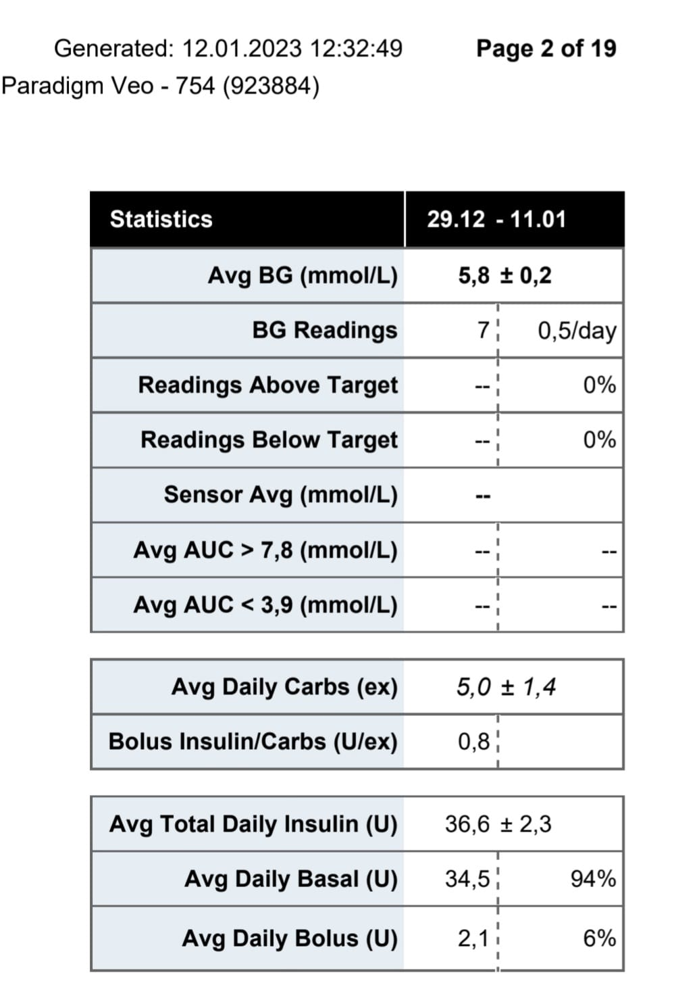 Generated: 12.01.2023 12:32:49 Page 2 of 19
Paradigm Veo - 754 (923884)
Statistics 29.12 - 11.01
Avg BG (mmol/L) 5,8 ± 0,2
BG Readings 7 0,5/day
Readings Above Target -- 0%
Readings Below Target -- 0%
Sensor Avg (mmol/L) --
Avg AUC > 7,8 (mmol/L) -- --
Avg AUC < 3,9 (mmol/L) -- --
Avg Daily Carbs (ex) 5,0 ± 1,4
Bolus Insulin/Carbs (U/ex) 0,8
Avg Total Daily Insulin (U) 36,6 ± 2,3
Avg Daily Basal (U) 34,5 94%
Avg Daily Bolus (U) 2,1 6%